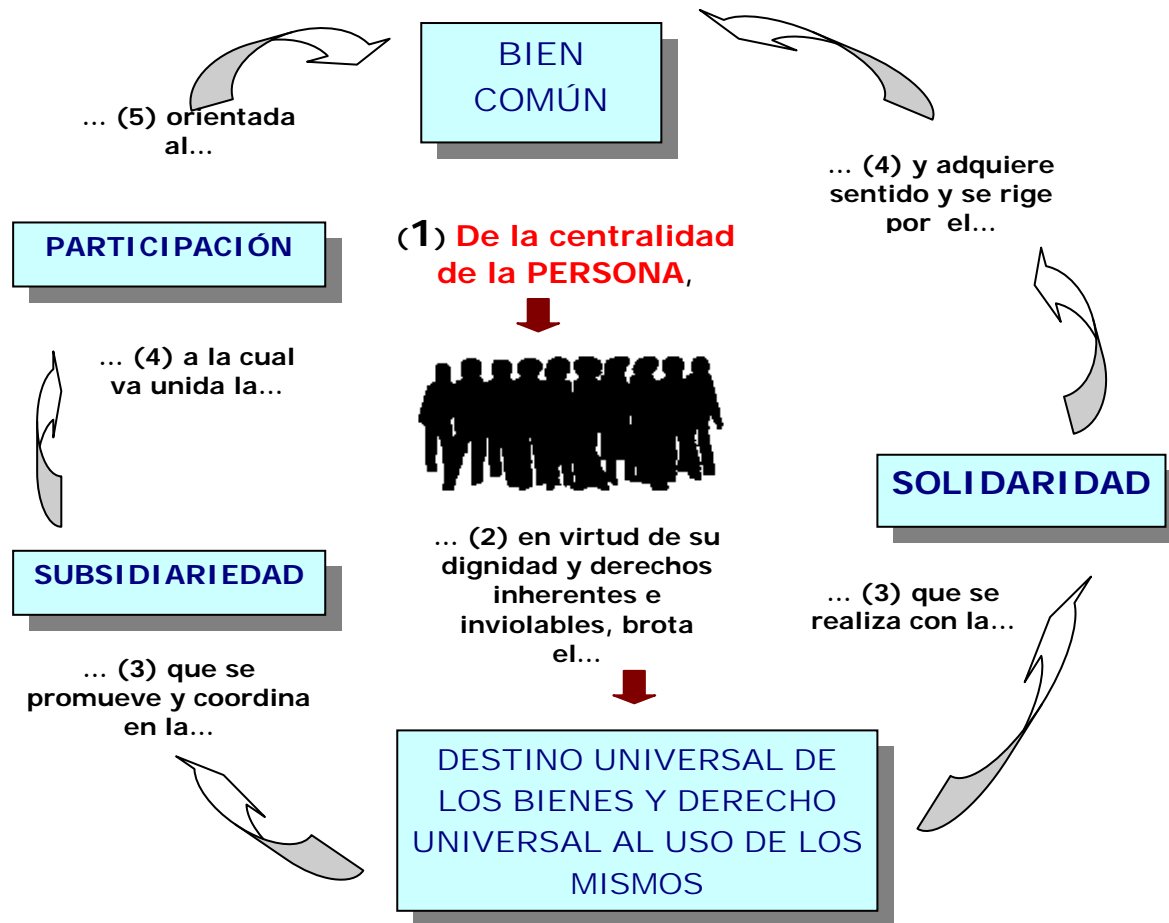 BIEN
COMÚN
... (5) orientada
al...
... (4) y adquiere
sentido y se rige
por el...
PARTICIPACIÓN
(1) De la centralidad
de la PERSONA,
... (4) a la cual
va unida la...
SOLIDARIDAD
... (2) en virtud de su
dignidad y derechos
inherentes e
inviolables, brota
el...
SUBSIDIARIEDAD
... (3) que se
realiza con la...
... (3) que se
promueve y coordina
en la...
DESTINO UNIVERSAL DE
LOS BIENES Y DERECHO
UNIVERSAL AL USO DE LOS
MISMOS